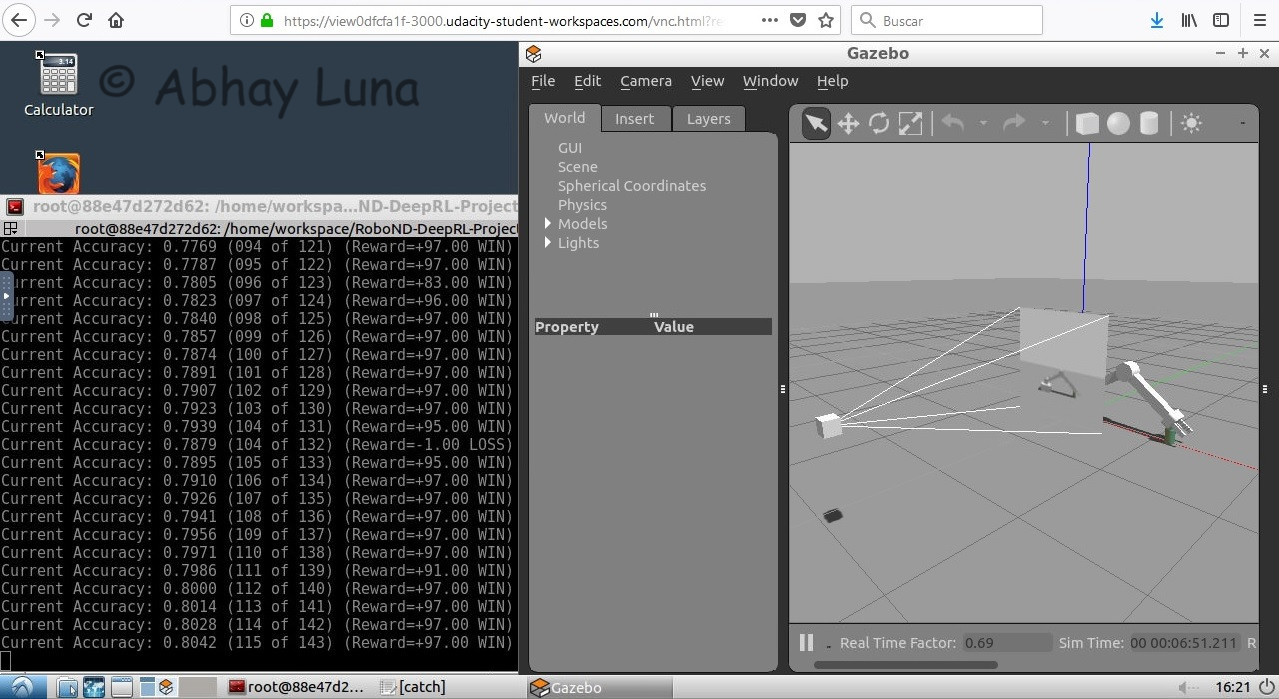 https://view0dfcfa1f-3000.udacity-student-workspaces.com/vnc.html?re
Buscar
© Abhay Luna
3.14
Calculator
root@88e47d272d62: /home/workspa...ND-DeepRL-Project
root@88e47d272d62: /home/workspace/RoboND-DeepRL-Project
Current Accuracy: 0.7769 (094 of 121) (Reward=+97.00 WIN)
Current Accuracy: 0.7787 (095 of 122) (Reward=+97.00 WIN)
Current Accuracy: 0.7805 (096 of 123) (Reward=+83.00 WIN)
Current Accuracy: 0.7823 (097 of 124) (Reward=+96.00 WIN)
Current Accuracy: 0.7840 (098 of 125) (Reward=+97.00 WIN)
Current Accuracy: 0.7857 (099 of 126) (Reward=+97.00 WIN)
Current Accuracy: 0.7874 (100 of 127) (Reward=+97.00 WIN)
Current Accuracy: 0.7891 (101 of 128) (Reward=+97.00 WIN)
Current Accuracy: 0.7907 (102 of 129) (Reward=+97.00 WIN)
Current Accuracy: 0.7923 (103 of 130) (Reward=+97.00 WIN)
Current Accuracy: 0.7939 (104 of 131) (Reward=+95.00 WIN)
Current Accuracy: 0.7879 (104 of 132) (Reward=-1.00 LOSS)
Current Accuracy: 0.7895 (105 of 133) (Reward=+95.00 WIN)
Current Accuracy: 0.7910 (106 of 134) (Reward=+97.00 WIN)
Current Accuracy: 0.7926 (107 of 135) (Reward=+97.00 WIN)
Current Accuracy: 0.7941 (108 of 136) (Reward=+97.00 WIN)
Current Accuracy: 0.7956 (109 of 137) (Reward=+97.00 WIN)
Current Accuracy: 0.7971 (110 of 138) (Reward=+97.00 WIN)
Current Accuracy: 0.7986 (111 of 139) (Reward=+91.00 WIN)
Current Accuracy: 0.8000 (112 of 140) (Reward=+97.00 WIN)
Current Accuracy: 0.8014 (113 of 141) (Reward=+97.00 WIN)
Current Accuracy: 0.8028 (114 of 142) (Reward=+97.00 WIN)
Current Accuracy: 0.8042 (115 of 143) (Reward=+97.00 WIN)
Gazebo
File Edit Camera View Window Help
World Insert Layers
GUI
Scene
Spherical Coordinates
Physics
Models
Lights
Property Value
Real Time Factor: 0.69 Sim Time: 00 00:06:51.211 R
root@88e47d2... [catch] Gazebo 16:21